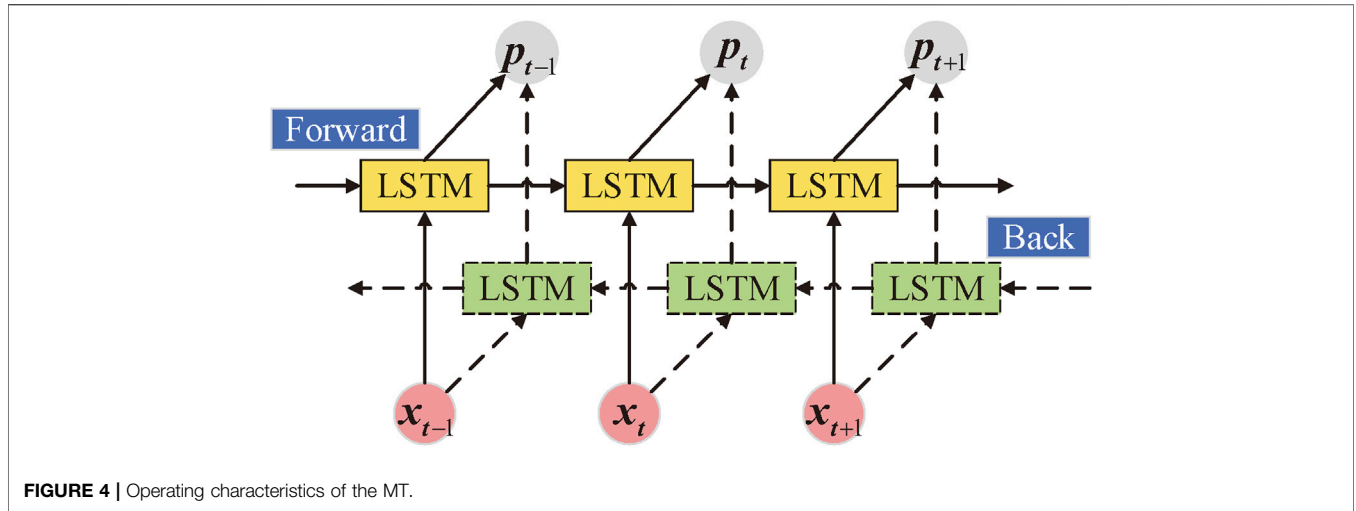 p_{t-1} p_t p_{t+1}
Forward
LSTM LSTM LSTM
Back
LSTM LSTM LSTM
x_{t-1} x_t x_{t+1}
FIGURE 4 | Operating characteristics of the MT.